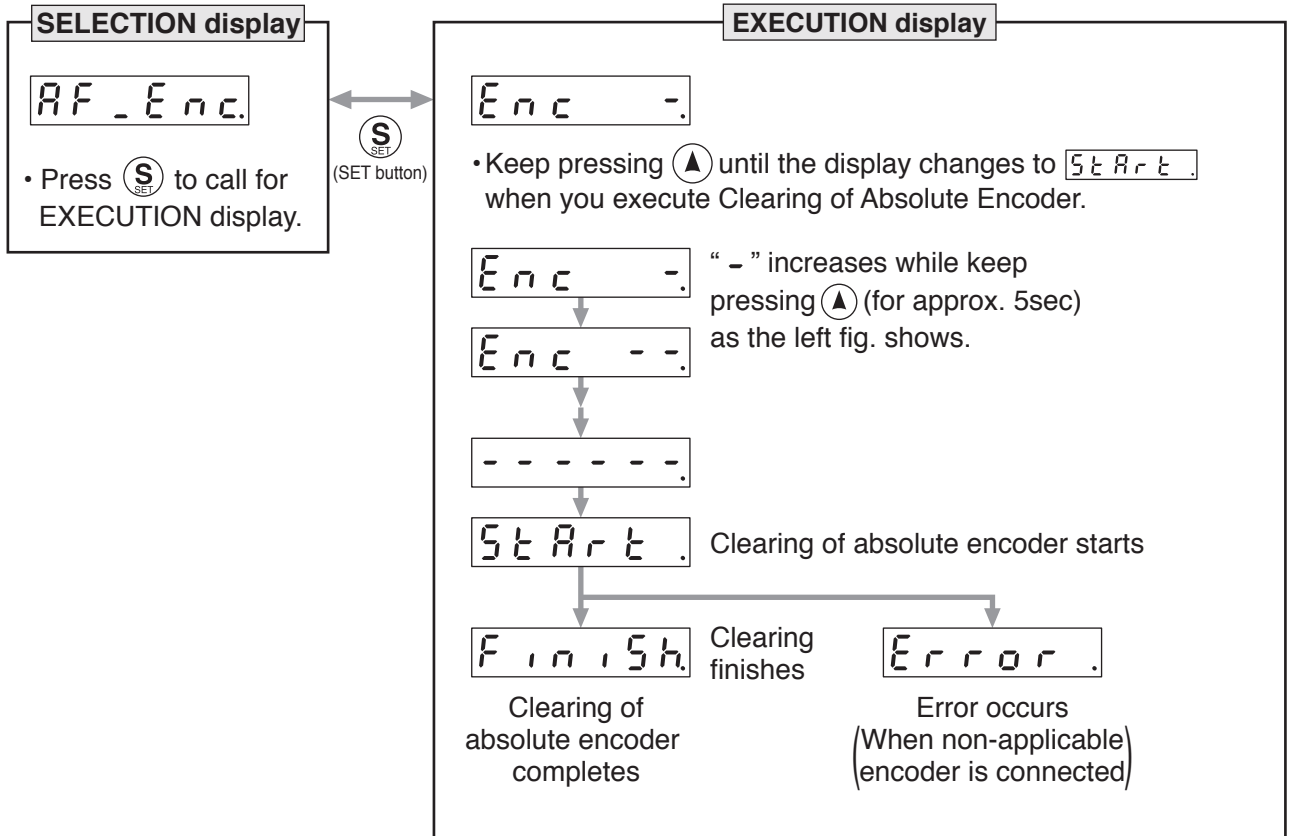 SELECTION display
AF_Enc.
• Press S SET to call for
EXECUTION display.
S SET
(SET button)
EXECUTION display
Enc -.
• Keep pressing until the display changes to StArt .
when you execute Clearing of Absolute Encoder.
Enc -.
“ - ” increases while keep
pressing (for approx. 5sec)
as the left fig. shows.
Enc --.
------.
StArt .
Clearing of absolute encoder starts
FiniSh.
Clearing
finishes
Clearing of
absolute encoder
completes
Error .
Error occurs
(When non-applicable
encoder is connected)